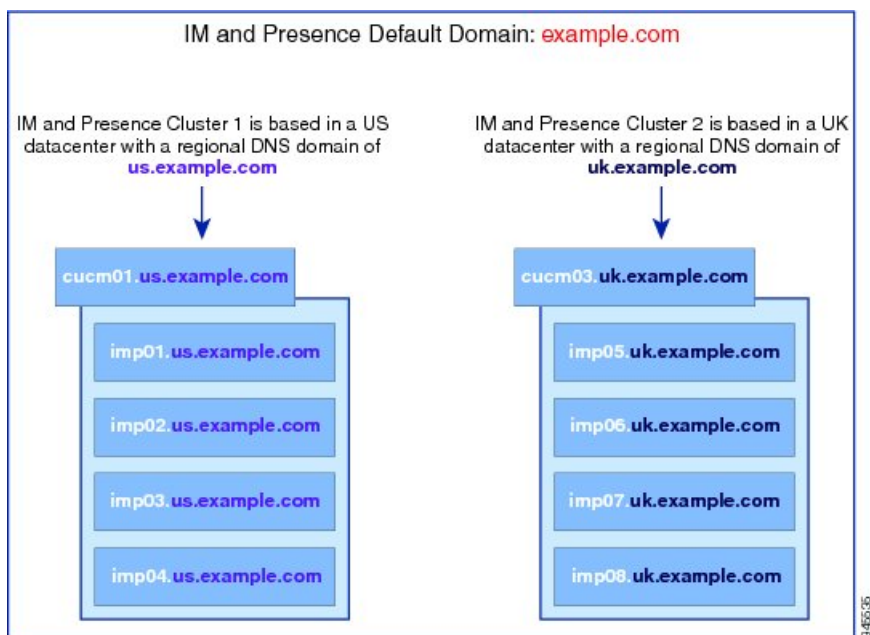 IM and Presence Default Domain: example.com
IM and Presence Cluster 1 is based in a US
datacenter with a regional DNS domain of
us.example.com
cucm01.us.example.com
imp01.us.example.com
imp02.us.example.com
imp03.us.example.com
imp04.us.example.com
IM and Presence Cluster 2 is based in a UK
datacenter with a regional DNS domain of
uk.example.com
cucm03.uk.example.com
imp05.uk.example.com
imp06.uk.example.com
imp07.uk.example.com
imp08.uk.example.com